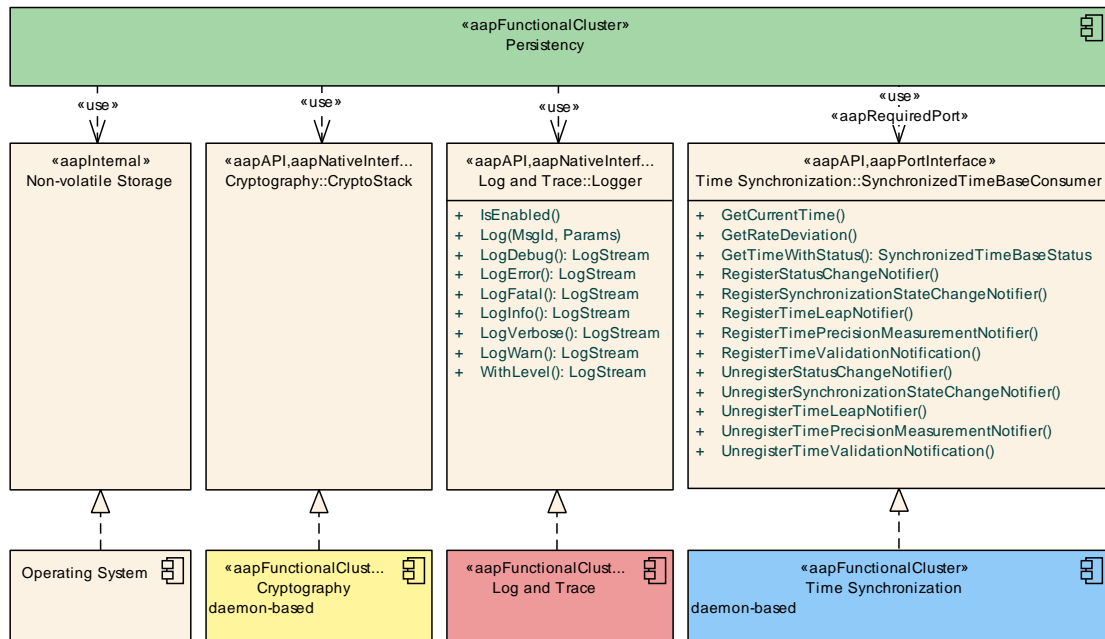 «aapFunctionalCluster»
Persistency
«use»
«use»
«use»
«use»
«aapRequiredPort»
«aapInternal»
Non-volatile Storage
«aapAPI,aapNativeInterf...
Cryptography::CryptoStack
«aapAPI,aapNativeInterf...
Log and Trace::Logger
+ IsEnabled()
+ Log(MsgId, Params)
+ LogDebug(): LogStream
+ LogError(): LogStream
+ LogFatal(): LogStream
+ LogInfo(): LogStream
+ LogVerbose(): LogStream
+ LogWarn(): LogStream
+ WithLevel(): LogStream
«aapAPI,aapPortInterface»
Time Synchronization::SynchronizedTimeBaseConsumer
+ GetCurrentTime()
+ GetRateDeviation()
+ GetTimeWithStatus(): SynchronizedTimeBaseStatus
+ RegisterStatusChangeNotifier()
+ RegisterSynchronizationStateChangeNotifier()
+ RegisterTimeLeapNotifier()
+ RegisterTimePrecisionMeasurementNotifier()
+ RegisterTimeValidationNotification()
+ UnregisterStatusChangeNotifier()
+ UnregisterSynchronizationStateChangeNotifier()
+ UnregisterTimeLeapNotifier()
+ UnregisterTimePrecisionMeasurementNotifier()
+ UnregisterTimeValidationNotification()
Operating System
«aapFunctionalClust...
Cryptography
daemon-based
«aapFunctionalClust...
Log and Trace
«aapFunctionalCluster»
Time Synchronization
daemon-based